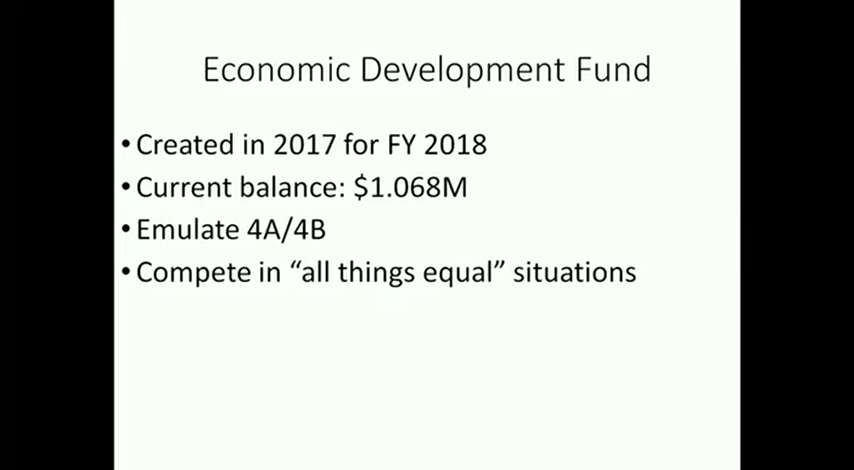 Economic Development Fund
• Created in 2017 for FY 2018
• Current balance: $1.068M
• Emulate 4A/4B
• Compete in “all things equal” situations